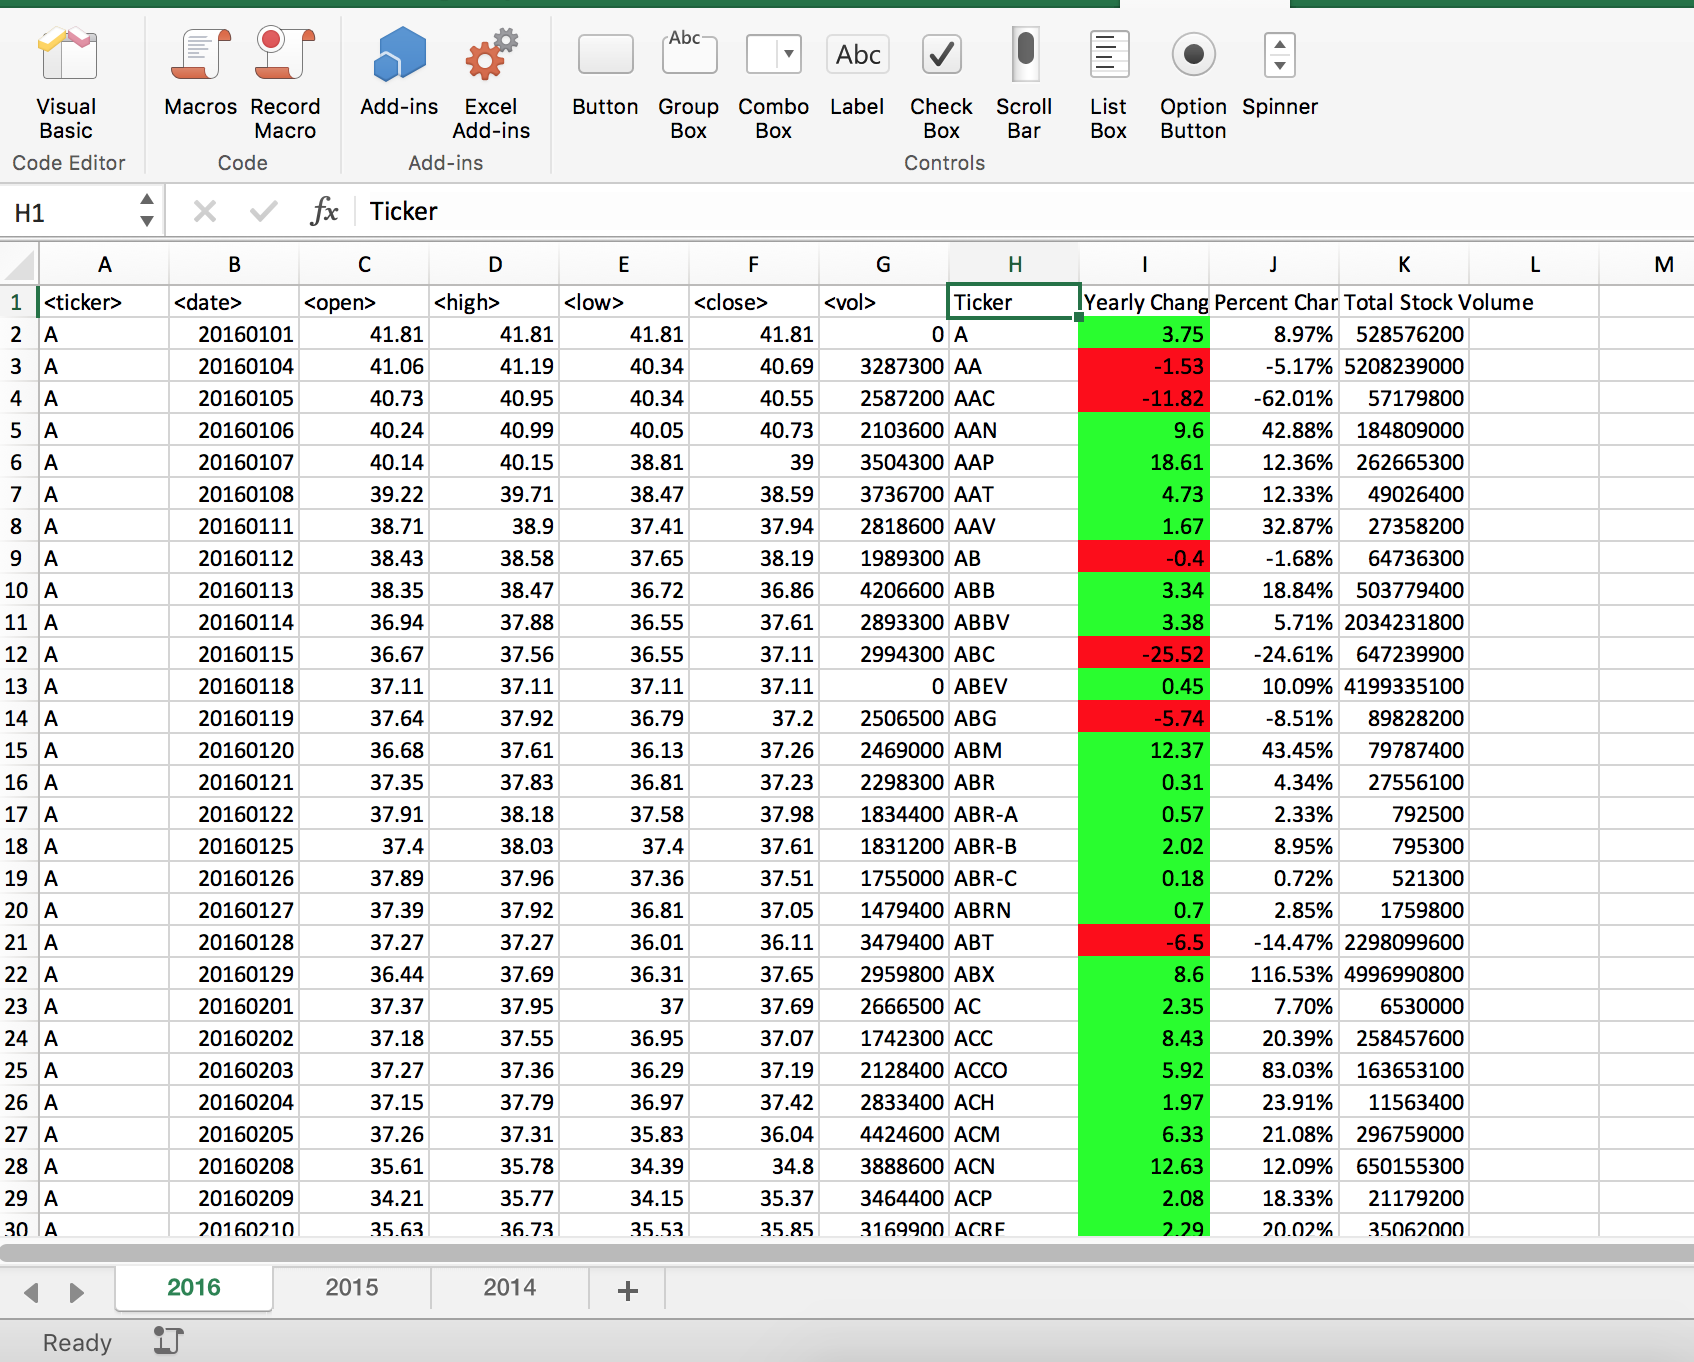 Abc
Abc
Visual Basic
Macros
Record Macro
Add-ins
Excel Add-ins
Button
Group Box
Combo Box
Label
Check Box
Scroll Bar
List Box
Option Button
Spinner
Code Editor
Code
Add-ins
Controls
H1 fx Ticker
A B C D E F G H I J K L M
1 <ticker> <date> <open> <high> <low> <close> <vol> Ticker Yearly Chang Percent Char Total Stock Volume
2 A 20160101 41.81 41.81 41.81 41.81 0 A 3.75 8.97% 528576200
3 A 20160104 41.06 41.19 40.34 40.69 3287300 AA -1.53 -5.17% 5208239000
4 A 20160105 40.73 40.95 40.34 40.55 2587200 AAC -11.82 -62.01% 57179800
5 A 20160106 40.24 40.99 40.05 40.73 2103600 AAN 9.6 42.88% 184809000
6 A 20160107 40.14 40.15 38.81 39 3504300 AAP 18.61 12.36% 262665300
7 A 20160108 39.22 39.71 38.47 38.59 3736700 AAT 4.73 12.33% 49026400
8 A 20160111 38.71 38.9 37.41 37.94 2818600 AAV 1.67 32.87% 27358200
9 A 20160112 38.43 38.58 37.65 38.19 1989300 AB -0.4 -1.68% 64736300
10 A 20160113 38.35 38.47 36.72 36.86 4206600 ABB 3.34 18.84% 503779400
11 A 20160114 36.94 37.88 36.55 37.61 2893300 ABBV 3.38 5.71% 2034231800
12 A 20160115 36.67 37.56 36.55 37.11 2994300 ABC -25.52 -24.61% 647239900
13 A 20160118 37.11 37.11 37.11 37.11 0 ABEV 0.45 10.09% 4199335100
14 A 20160119 37.64 37.92 36.79 37.2 2506500 ABG -5.74 -8.51% 89828200
15 A 20160120 36.68 37.61 36.13 37.26 2469000 ABM 12.37 43.45% 79787400
16 A 20160121 37.35 37.83 36.81 37.23 2298300 ABR 0.31 4.34% 27556100
17 A 20160122 37.91 38.18 37.58 37.98 1834400 ABR-A 0.57 2.33% 792500
18 A 20160125 37.4 38.03 37.4 37.61 1831200 ABR-B 2.02 8.95% 795300
19 A 20160126 37.89 37.96 37.36 37.51 1755000 ABR-C 0.18 0.72% 521300
20 A 20160127 37.39 37.92 36.81 37.05 1479400 ABRN 0.7 2.85% 1759800
21 A 20160128 37.27 37.27 36.01 36.11 3479400 ABT -6.5 -14.47% 2298099600
22 A 20160129 36.44 37.69 36.31 37.65 2959800 ABX 8.6 116.53% 4996990800
23 A 20160201 37.37 37.95 37 37.69 2666500 AC 2.35 7.70% 6530000
24 A 20160202 37.18 37.55 36.95 37.07 1742300 ACC 8.43 20.39% 258457600
25 A 20160203 37.27 37.36 36.29 37.19 2128400 ACCO 5.92 83.03% 163653100
26 A 20160204 37.15 37.79 36.97 37.42 2833400 ACH 1.97 23.91% 11563400
27 A 20160205 37.26 37.31 35.83 36.04 4424600 ACM 6.33 21.08% 296759000
28 A 20160208 35.61 35.78 34.39 34.8 3888600 ACN 12.63 12.09% 650155300
29 A 20160209 34.21 35.77 34.15 35.37 3464400 ACP 2.08 18.33% 21179200
30 A 20160210 35.63 36.73 35.53 35.85 3169900 ACRE 2.29 20.02% 35062000
2016 2015 2014 +
Ready